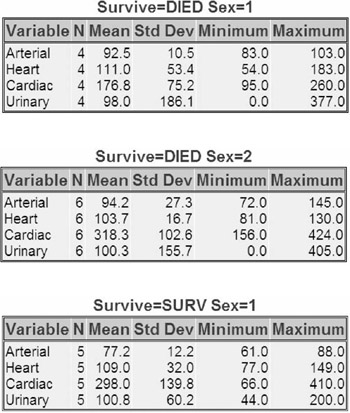 Survive=DIED Sex=1
Variable N Mean Std Dev Minimum Maximum
Arterial 4 92.5 10.5 83.0 103.0
Heart 4 111.0 53.4 54.0 183.0
Cardiac 4 176.8 75.2 95.0 260.0
Urinary 4 98.0 186.1 0.0 377.0
Survive=DIED Sex=2
Variable N Mean Std Dev Minimum Maximum
Arterial 6 94.2 27.3 72.0 145.0
Heart 6 103.7 16.7 81.0 130.0
Cardiac 6 318.3 102.6 156.0 424.0
Urinary 6 100.3 155.7 0.0 405.0
Survive=SURV Sex=1
Variable N Mean Std Dev Minimum Maximum
Arterial 5 77.2 12.2 61.0 88.0
Heart 5 109.0 32.0 77.0 149.0
Cardiac 5 298.0 139.8 66.0 410.0
Urinary 5 100.8 60.2 44.0 200.0